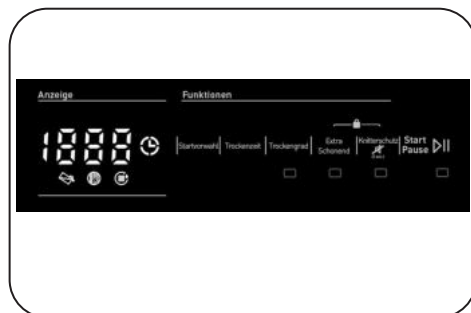 Anzeige
Funktionen
1888
Startvorwahl
Trockenzeit
Trockengrad
Extra
Schonend
Knitterschutz
Start
Pause